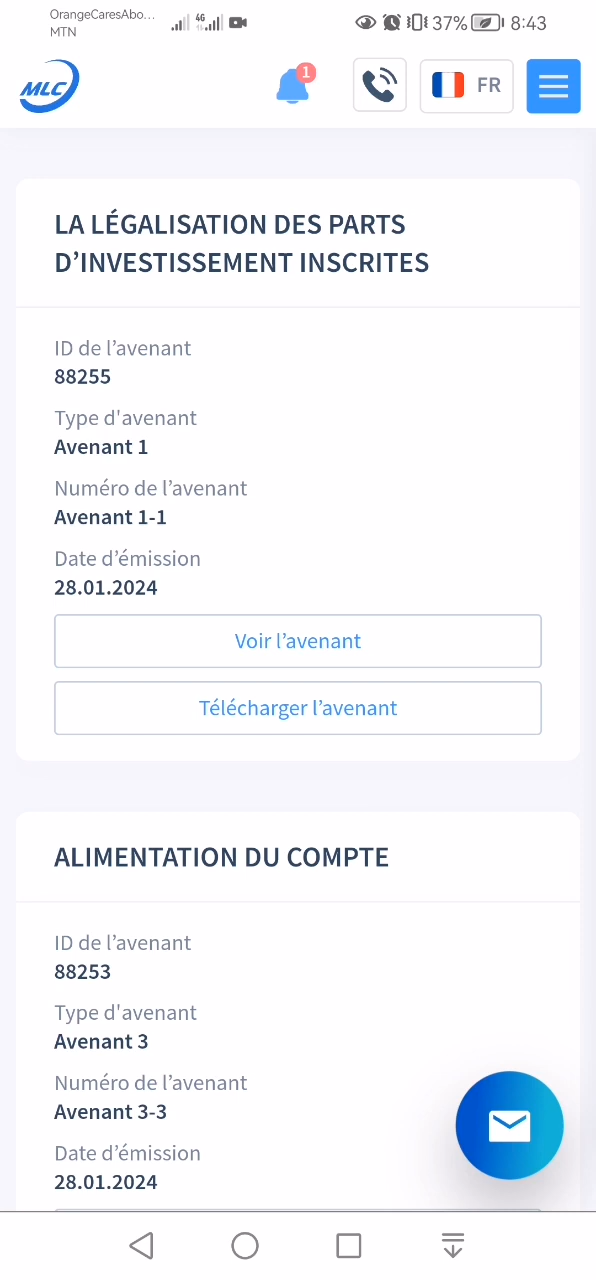 OrangeCaresAbo...
MTN
4G
37%
8:43
MLC
1
FR
LA LÉGALISATION DES PARTS
D’INVESTISSEMENT INSCRITES
ID de l’avenant
88255
Type d'avenant
Avenant 1
Numéro de l’avenant
Avenant 1-1
Date d’émission
28.01.2024
Voir l’avenant
Télécharger l’avenant
ALIMENTATION DU COMPTE
ID de l’avenant
88253
Type d'avenant
Avenant 3
Numéro de l’avenant
Avenant 3-3
Date d’émission
28.01.2024